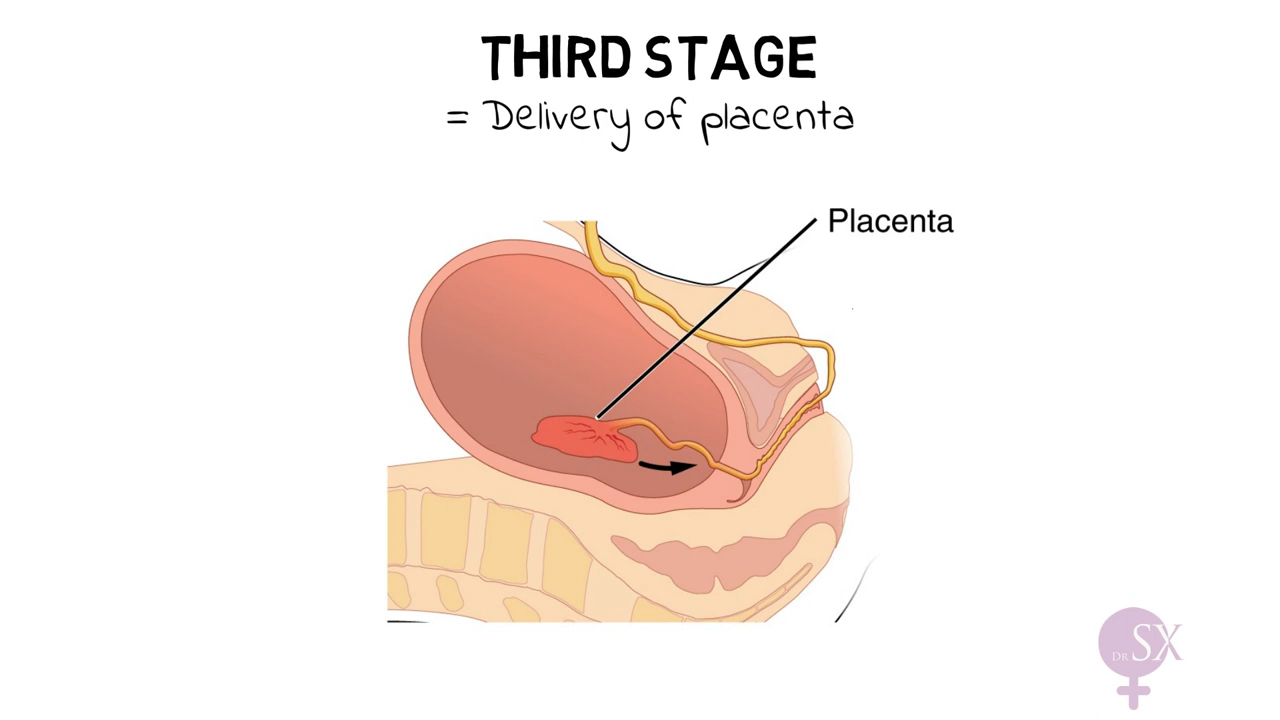 THIRD STAGE
= Delivery of placenta
Placenta
DR SX